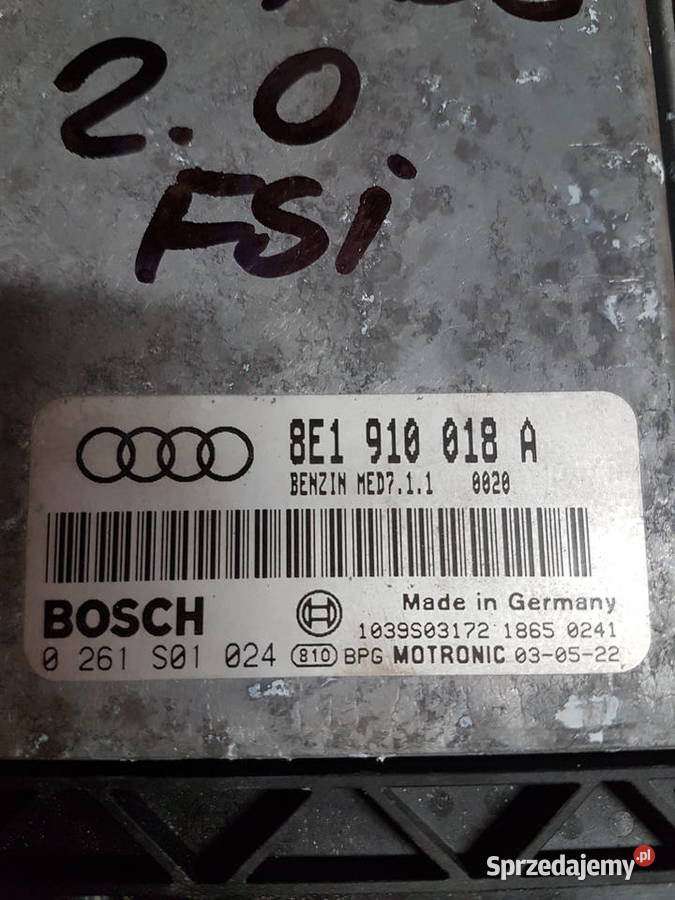 2.0
FSi
8E1 910 018 A
BENZIN MED7.1.1 0020
BOSCH
Made in Germany
1039S03172 1865 0241
0 261 S01 024 810 BPG MOTRONIC 03-05-22
Sprzedajemy.pl